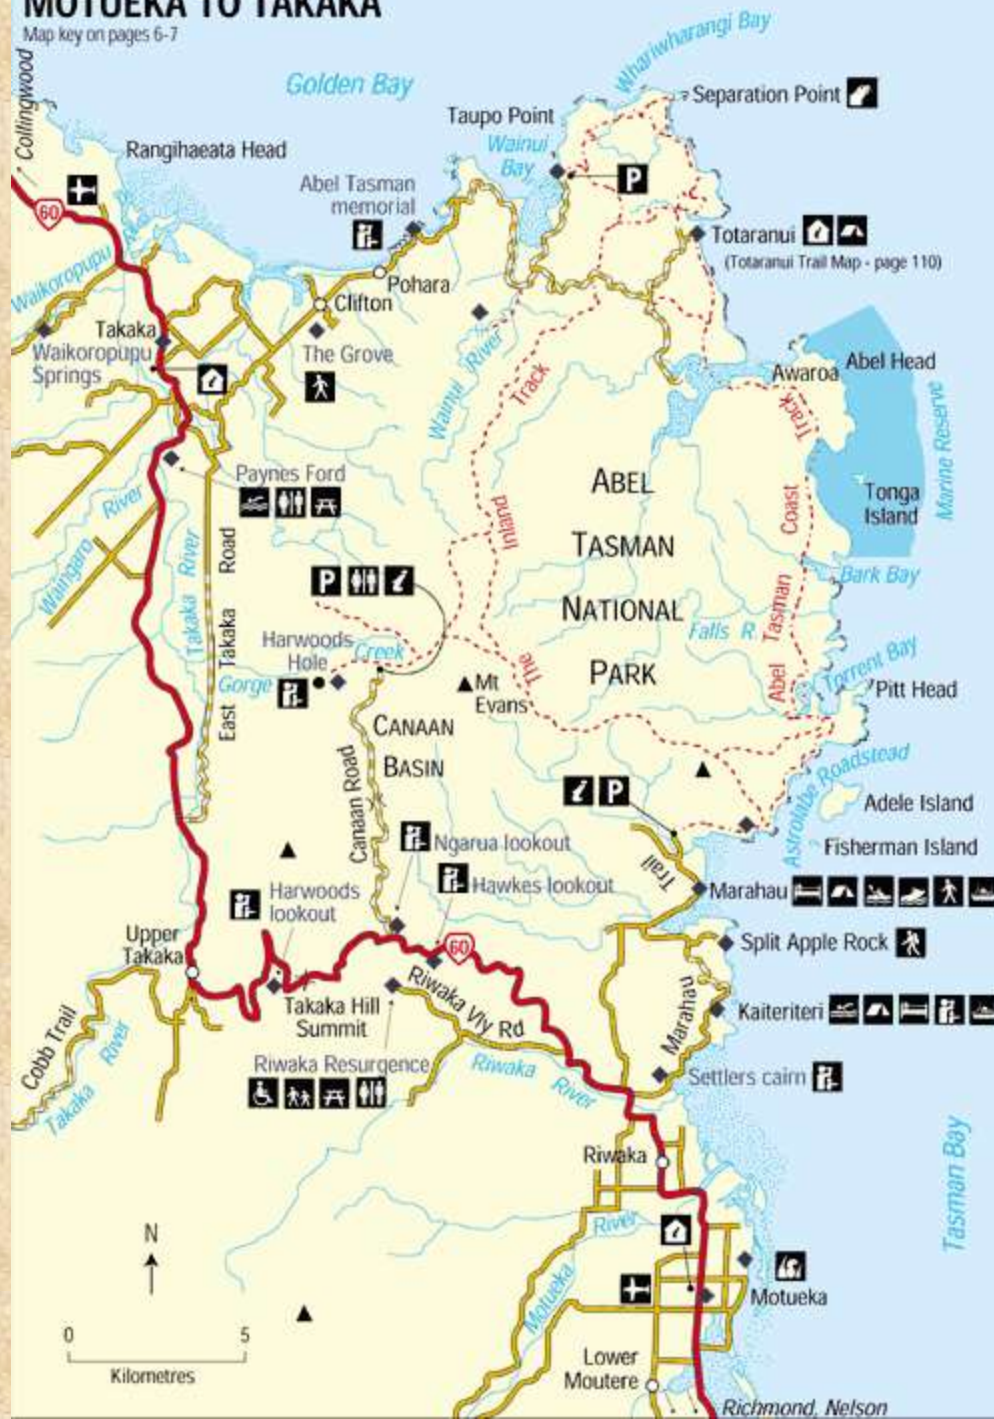 MOTUEKA TO TAKAKA
Map key on pages 6-7
Collingwood
Golden Bay
Whariwharangi Bay
Separation Point
Taupo Point
Wainui
Bay
Rangihaeata Head
Abel Tasman
memorial
P
60
Totaranui
(Totaranui Trail Map - page 110)
Waikoropupu
Pohara
Clifton
Takaka
Waikoropupu
Springs
The Grove
Wainui River
Track
Awaroa
Abel Head
Track
Marine Reserve
Paynes Ford
River
Waingaro
Takaka River
East Takaka Road
Inland
ABEL
TASMAN
NATIONAL
PARK
Coast
Tonga
Island
Bark Bay
P
Falls R.
Tasman
Harwoods
Hole
Creek
Gorge
The
Abel
Torrent Bay
Pitt Head
Mt
Evans
CANAAN
BASIN
Canaan Road
P
Astrolabe Roadstead
Adele Island
Fisherman Island
Ngarua lookout
Trail
Hawkes lookout
Marahau
Harwoods
lookout
Upper
Takaka
60
Split Apple Rock
Takaka Hill
Summit
Riwaka Vly Rd
Marahau
Kaiteriteri
Cobb Trail
Takaka River
Riwaka Resurgence
Riwaka River
Settlers cairn
Riwaka
Tasman Bay
N
River
Motueka
Motueka
0 5
Kilometres
Lower
Moutere
Richmond, Nelson